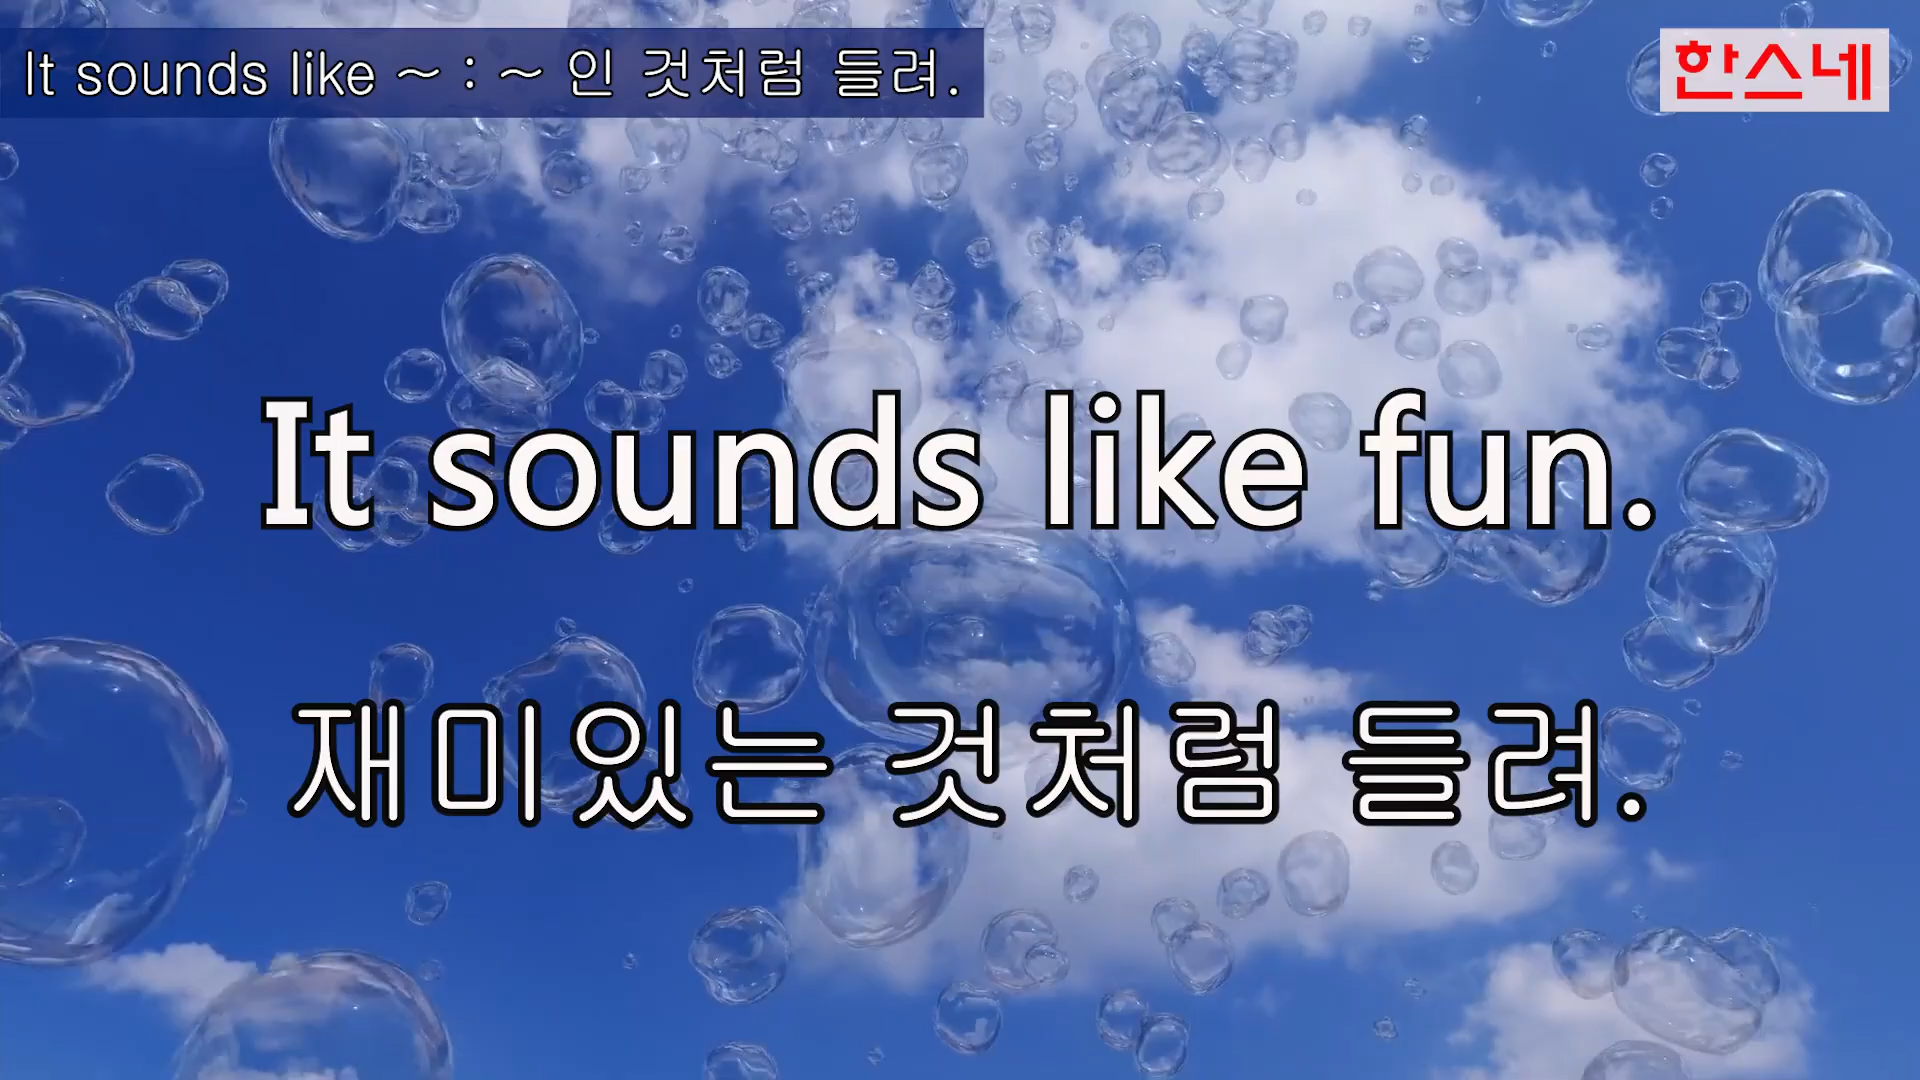 It sounds like ~ : ~ 인 것처럼 들려.
한스네
It sounds like fun.
재미있는 것처럼 들려.